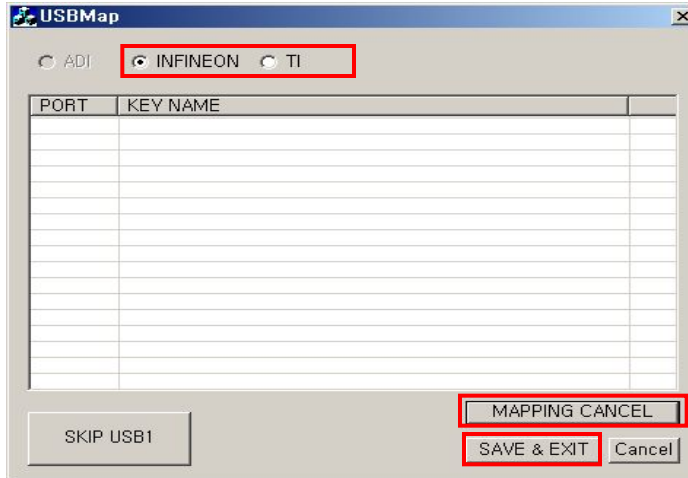 USBMap
ADI INFINEON TI
PORT KEY NAME
MAPPING CANCEL
SKIP USB1
SAVE & EXIT Cancel